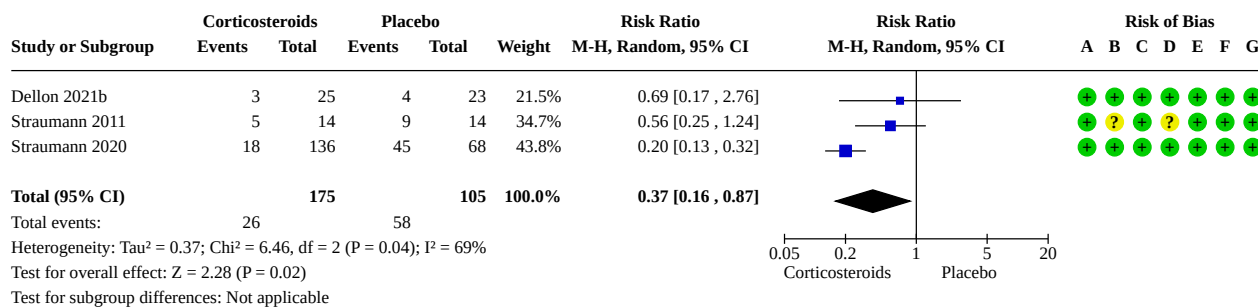 Corticosteroids Placebo Risk Ratio Risk Ratio Risk of Bias
Study or Subgroup Events Total Events Total Weight M-H, Random, 95% CI M-H, Random, 95% CI A B C D E F G
Dellon 2021b 3 25 4 23 21.5% 0.69 [0.17 , 2.76] + + + + + + +
Straumann 2011 5 14 9 14 34.7% 0.56 [0.25 , 1.24] + ? + ? + + +
Straumann 2020 18 136 45 68 43.8% 0.20 [0.13 , 0.32] + + + + + + +
Total (95% CI) 175 105 100.0% 0.37 [0.16 , 0.87]
Total events: 26 58
Heterogeneity: Tau² = 0.37; Chi² = 6.46, df = 2 (P = 0.04); I² = 69%
0.05 0.2 1 5 20
Test for overall effect: Z = 2.28 (P = 0.02)
Corticosteroids Placebo
Test for subgroup differences: Not applicable